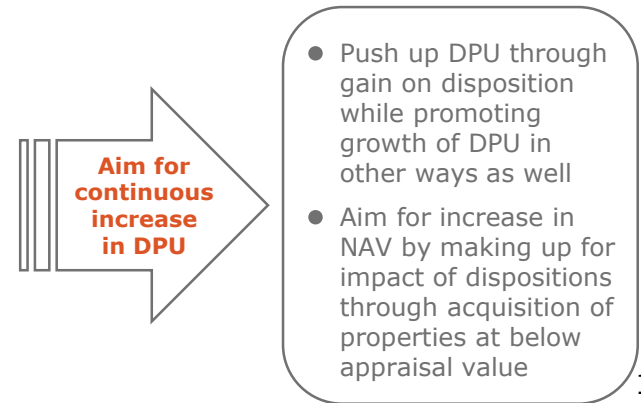 Aim for
continuous
increase
in DPU
● Push up DPU through
gain on disposition
while promoting
growth of DPU in
other ways as well
● Aim for increase in
NAV by making up for
impact of dispositions
through acquisition of
properties at below
appraisal value